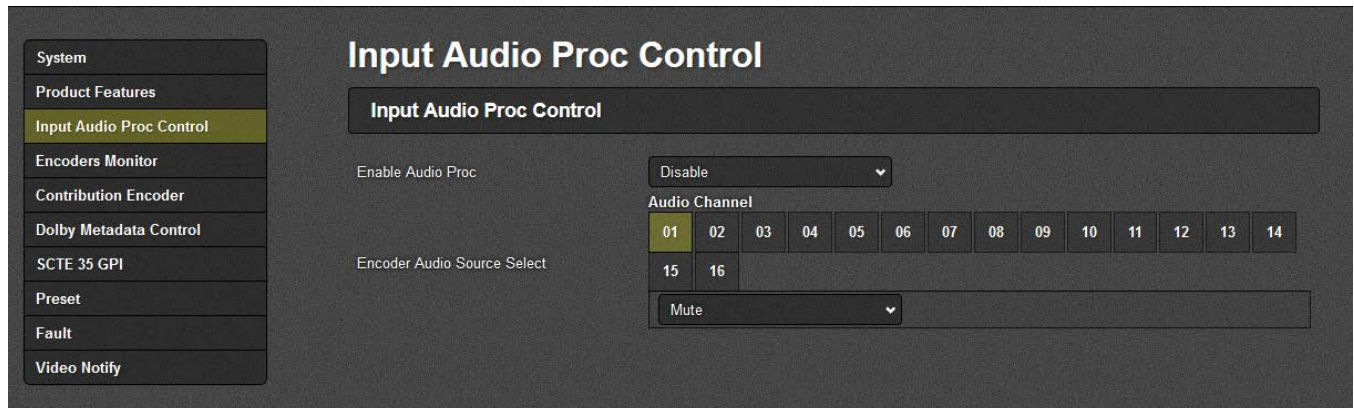 System
Product Features
Input Audio Proc Control
Encoders Monitor
Contribution Encoder
Dolby Metadata Control
SCTE 35 GPI
Preset
Fault
Video Notify
Input Audio Proc Control
Input Audio Proc Control
Enable Audio Proc
Disable
Encoder Audio Source Select
Audio Channel
01 02 03 04 05 06 07 08 09 10 11 12 13 14
15 16
Mute